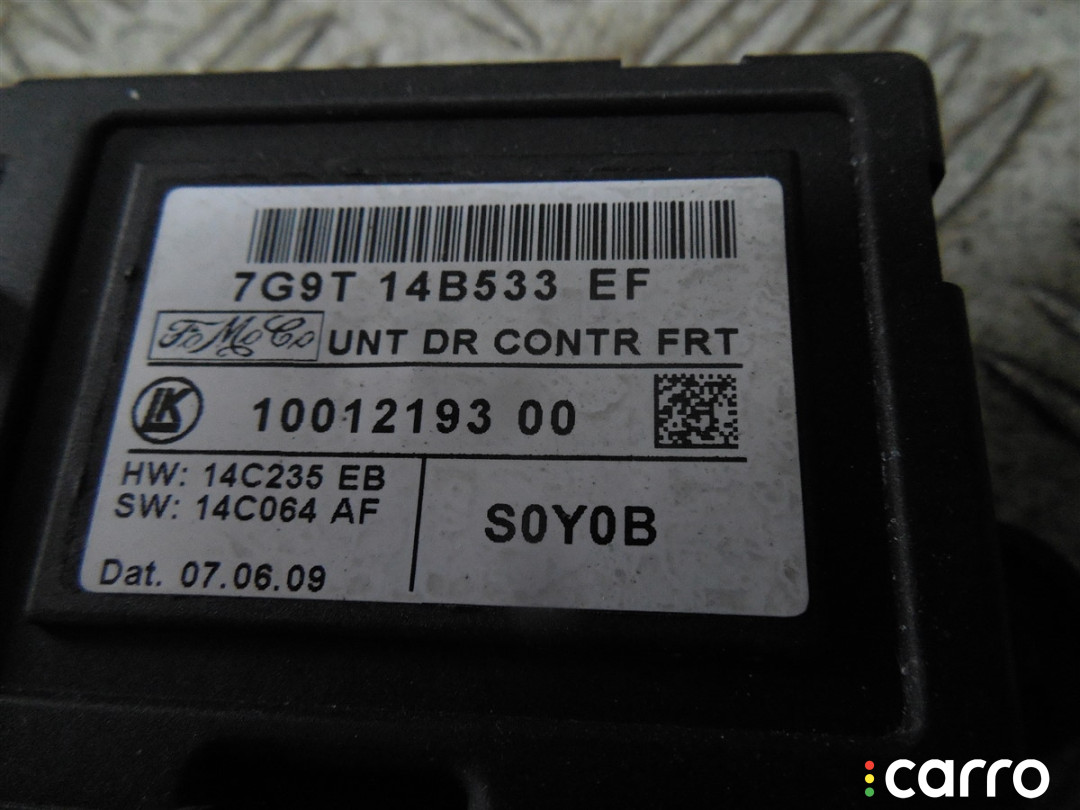 7G9T 14B533 EF
FoMoCo UNT DR CONTR FRT
LK 10012193 00
HW: 14C235 EB
SW: 14C064 AF
S0Y0B
Dat. 07.06.09
carro